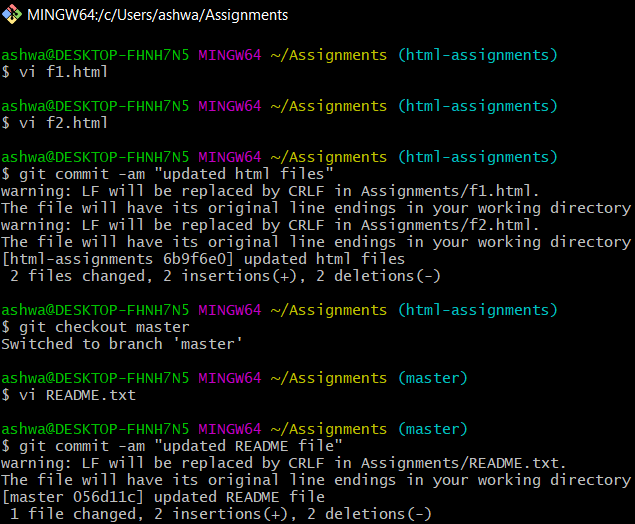 MINGW64:/c/Users/ashwa/Assignments
ashwa@DESKTOP-FHNH7N5 MINGW64 ~/Assignments (html-assignments)
$ vi f1.html
ashwa@DESKTOP-FHNH7N5 MINGW64 ~/Assignments (html-assignments)
$ vi f2.html
ashwa@DESKTOP-FHNH7N5 MINGW64 ~/Assignments (html-assignments)
$ git commit -am "updated html files"
warning: LF will be replaced by CRLF in Assignments/f1.html.
The file will have its original line endings in your working directory
warning: LF will be replaced by CRLF in Assignments/f2.html.
The file will have its original line endings in your working directory
[html-assignments 6b9f6e0] updated html files
 2 files changed, 2 insertions(+), 2 deletions(-)
ashwa@DESKTOP-FHNH7N5 MINGW64 ~/Assignments (html-assignments)
$ git checkout master
Switched to branch 'master'
ashwa@DESKTOP-FHNH7N5 MINGW64 ~/Assignments (master)
$ vi README.txt
ashwa@DESKTOP-FHNH7N5 MINGW64 ~/Assignments (master)
$ git commit -am "updated README file"
warning: LF will be replaced by CRLF in Assignments/README.txt.
The file will have its original line endings in your working directory
[master 056d11c] updated README file
 1 file changed, 2 insertions(+), 2 deletions(-)